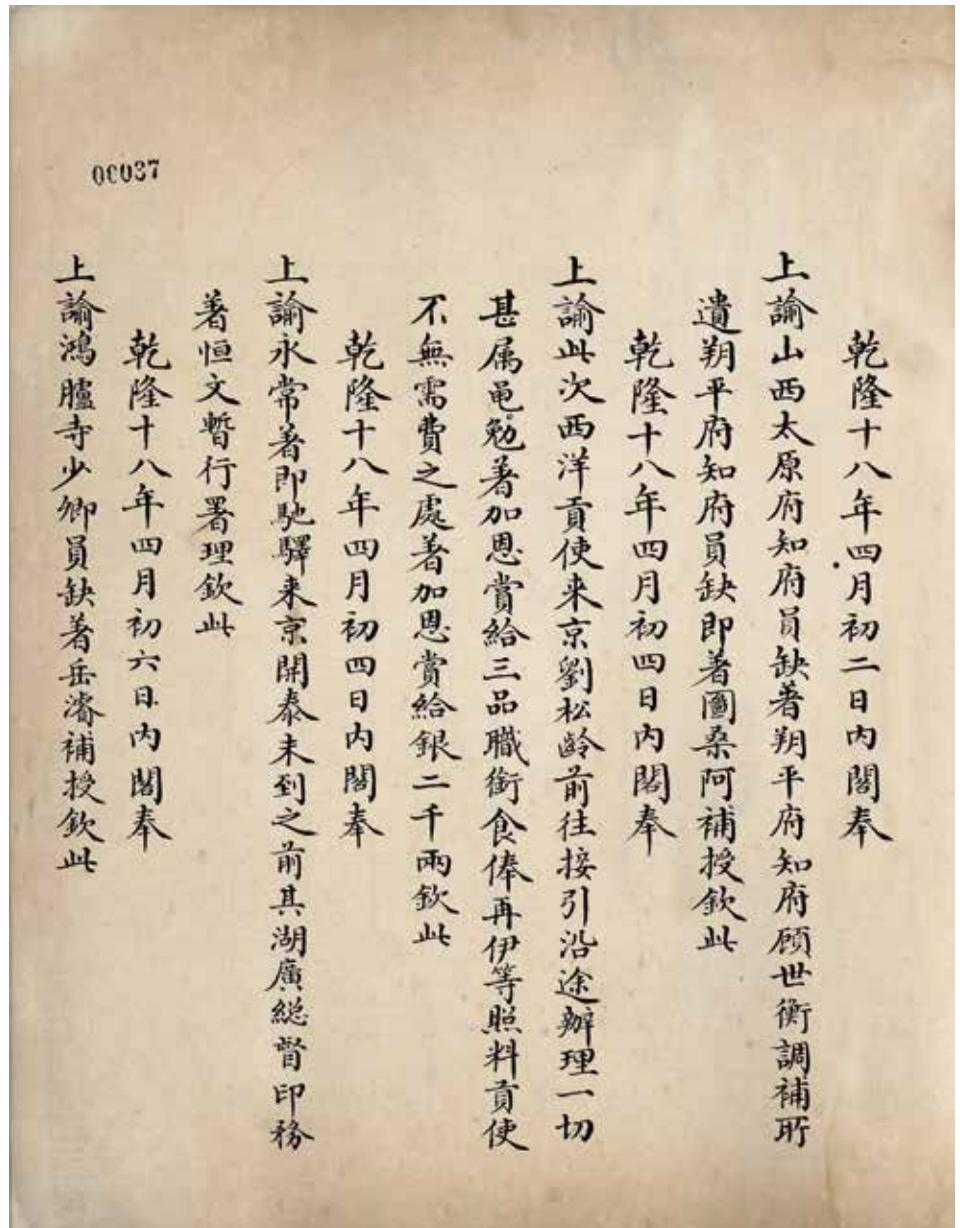 00037
乾隆十八年四月初二日内閣奉
上諭山西太原府知府員缺著朔平府知府顾世衡調補所
遺朔平府知府員缺即著圖桑阿補授欽此
乾隆十八年四月初四日内閣奉
上諭此次西洋貢使来京劉松齡前往接引沿途辦理一切
甚属黾勉著加恩賞給三品職銜食俸再伊等照料貢使
不無需費之處著加恩賞給銀二千兩欽此
乾隆十八年四月初四日内閣奉
上諭永常著即馳驛来京開泰未到之前其湖廣総督印務
著恒文暫行署理欽此
乾隆十八年四月初六日内閣奉
上諭鴻臚寺少卿員缺著岳濬補授欽此